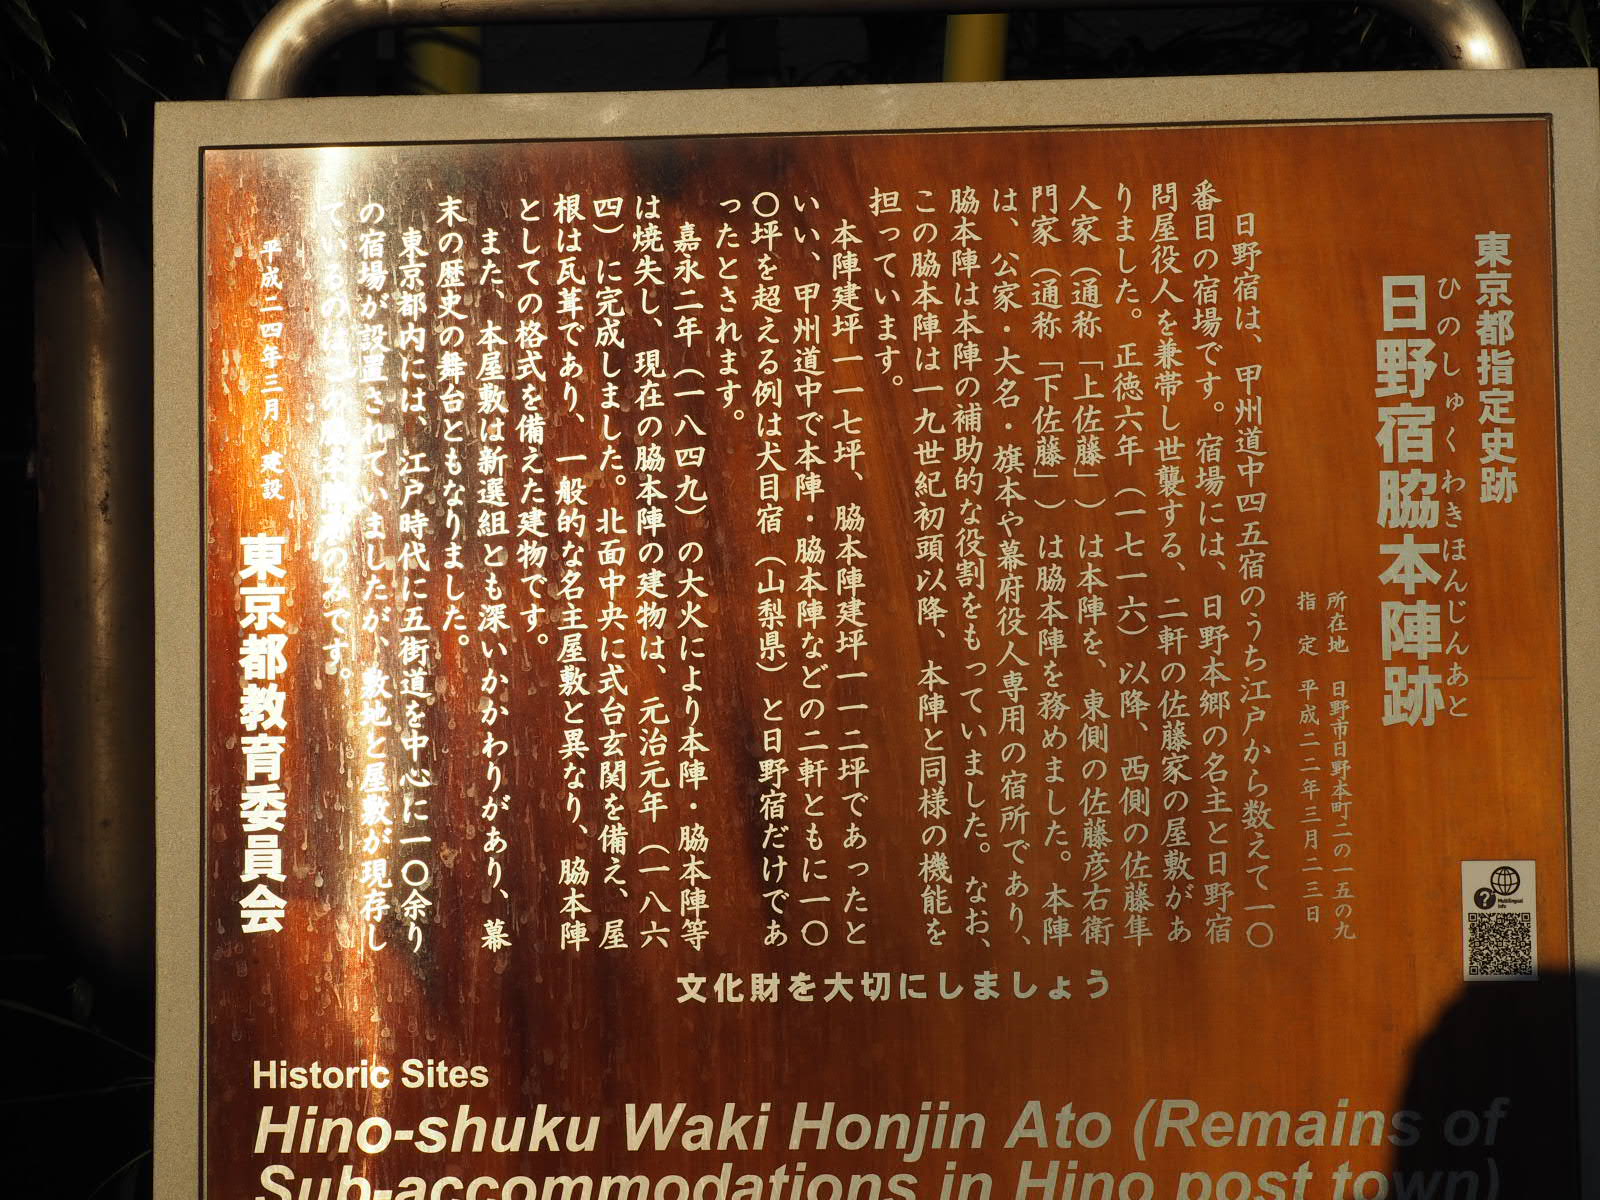 東京都指定史跡
ひのしゅくわきほんじんあと
日野宿脇本陣跡
所在地 日野市日野本町二の一五の九
指定 平成二二年三月二三日
日野宿は、甲州道中四五宿のうち江戸から数えて一〇
番目の宿場です。宿場には、日野本郷の名主と日野宿
問屋役人を兼帯し世襲する、二軒の佐藤家の屋敷があ
りました。正徳六年（一七一六）以降、西側の佐藤隼
人家（通称「上佐藤」）は本陣を、東側の佐藤彦右衛
門家（通称「下佐藤」）は脇本陣を務めました。本陣
は、公家・大名・旗本や幕府役人専用の宿所であり、
脇本陣は本陣の補助的な役割をもっていました。なお、
この脇本陣は一九世紀初頭以降、本陣と同様の機能を
担っています。
本陣建坪一一七坪、脇本陣建坪一一二坪であったと
いい、甲州道中で本陣・脇本陣などの二軒ともに一〇
〇坪を超える例は犬目宿（山梨県）と日野宿だけであ
ったとされます。
嘉永二年（一八四九）の大火により本陣・脇本陣等
は焼失し、現在の脇本陣の建物は、元治元年（一八六
四）に完成しました。北面中央に式台玄関を備え、屋
根は瓦葺であり、一般的な名主屋敷と異なり、脇本陣
としての格式を備えた建物です。
また、本屋敷は新選組とも深いかかわりがあり、幕
末の歴史の舞台ともなりました。
東京都内には、江戸時代に五街道を中心に一〇余り
の宿場が設置されていましたが、敷地と屋敷が現存し
ているのはこの脇本陣跡のみです。
平成二四年三月 建設
東京都教育委員会
文化財を大切にしましょう
Multilingual
Info
Historic Sites
Hino-shuku Waki Honjin Ato (Remains of
Sub-accommodations in Hino post town)